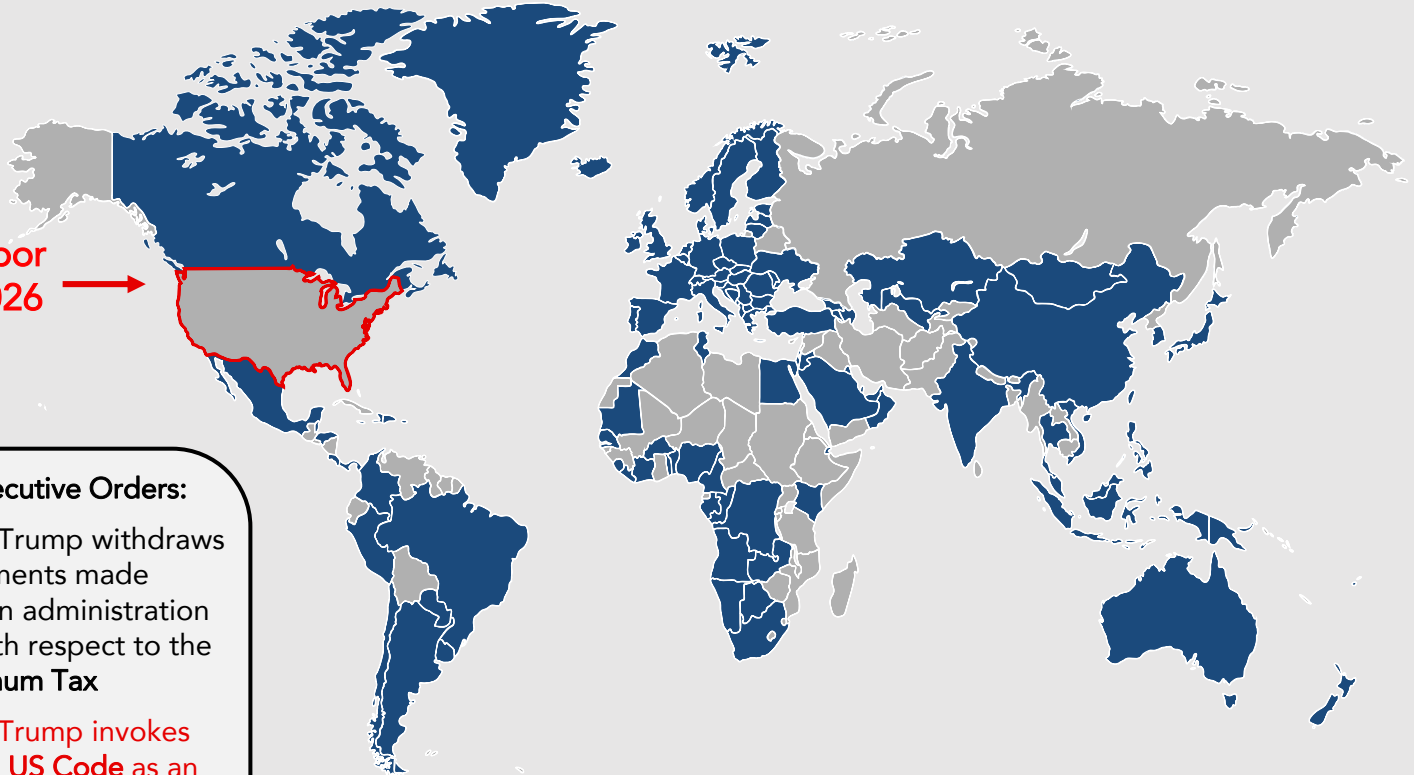 oor
026
ecutive Orders:
Trump withdraws
ments made
n administration
th respect to the
num Tax
Trump invokes
US Code as an